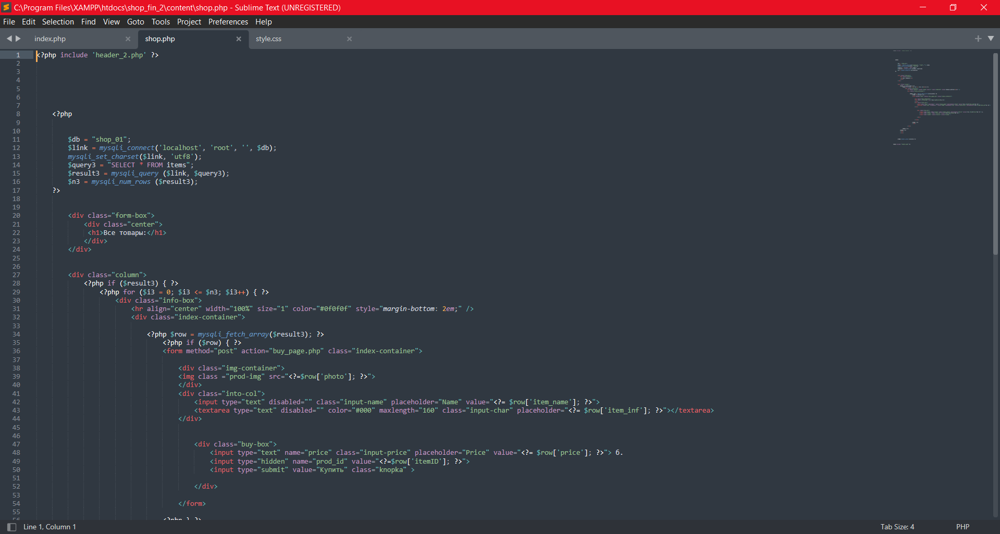 C:\Program Files\XAMPP\htdocs\shop_fin_2\content\shop.php - Sublime Text (UNREGISTERED)
File Edit Selection Find View Goto Tools Project Preferences Help
index.php shop.php style.css
1 <?php include 'header_2.php' ?>
2
3
4
5
6
7
8 <?php
9
10
11 $db = "shop_01";
12 $link = mysqli_connect('localhost', 'root', '', $db);
13 mysqli_set_charset($link, 'utf8');
14 $query3 = "SELECT * FROM items";
15 $result3 = mysqli_query ($link, $query3);
16 $n3 = mysqli_num_rows ($result3);
17 ?>
18
19
20 <div class="form-box">
21 <div class="center">
22 <h1>Все товары:</h1>
23 </div>
24 </div>
25
26
27 <div class="column">
28 <?php if ($result3) { ?>
29 <?php for ($i3 = 0; $i3 <= $n3; $i3++) { ?>
30 <div class="info-box">
31 <hr align="center" width="100%" size="1" color="#0f0f0f" style="margin-bottom: 2em;" />
32 <div class="index-container">
33
34 <?php $row = mysqli_fetch_array($result3); ?>
35 <?php if ($row) { ?>
36 <form method="post" action="buy_page.php" class="index-container">
37
38 <div class="img-container">
39 <img class ="prod-img" src="<?=$row['photo']; ?>">
40 </div>
41 <div class="into-col">
42 <input type="text" disabled="" class="input-name" placeholder="Name" value="<?= $row['item_name']; ?>">
43 <textarea type="text" disabled="" color="#000" maxlength="160" class="input-char" placeholder="<?= $row['item_inf']; ?>"></textarea>
44 </div>
45
46
47 <div class="buy-box">
48 <input type="text" name="price" class="input-price" placeholder="Price" value="<?= $row['price']; ?>"> б.
49 <input type="hidden" name="prod_id" value="<?=$row['itemID']; ?>">
50 <input type="submit" value="Купить" class="knopka" >
51
52 </div>
53
54 </form>
55
56 <?php } ?>
Line 1, Column 1 Tab Size: 4 PHP